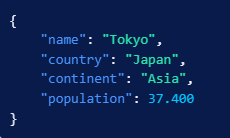 {
    "name": "Tokyo",
    "country": "Japan",
    "continent": "Asia",
    "population": 37.400
}